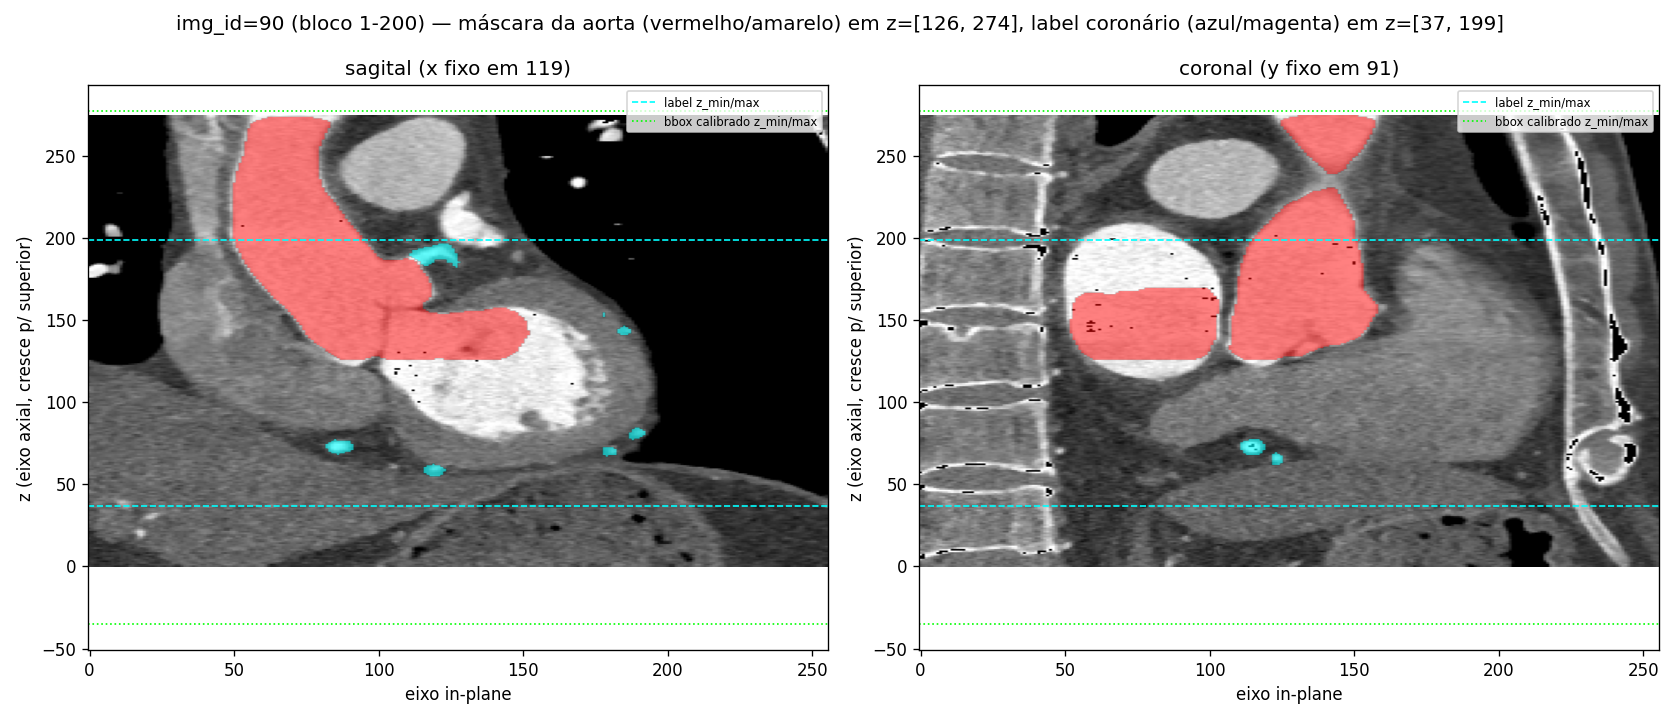 img_id=90 (bloco 1-200) — máscara da aorta (vermelho/amarelo) em z=[126, 274], label coronário (azul/magenta) em z=[37, 199]
sagital (x fixo em 119)
label z_min/max
bbox calibrado z_min/max
z (eixo axial, cresce p/ superior)
250
200
150
100
50
0
−50
0
50
100
150
200
250
eixo in-plane
coronal (y fixo em 91)
label z_min/max
bbox calibrado z_min/max
z (eixo axial, cresce p/ superior)
250
200
150
100
50
0
−50
0
50
100
150
200
250
eixo in-plane